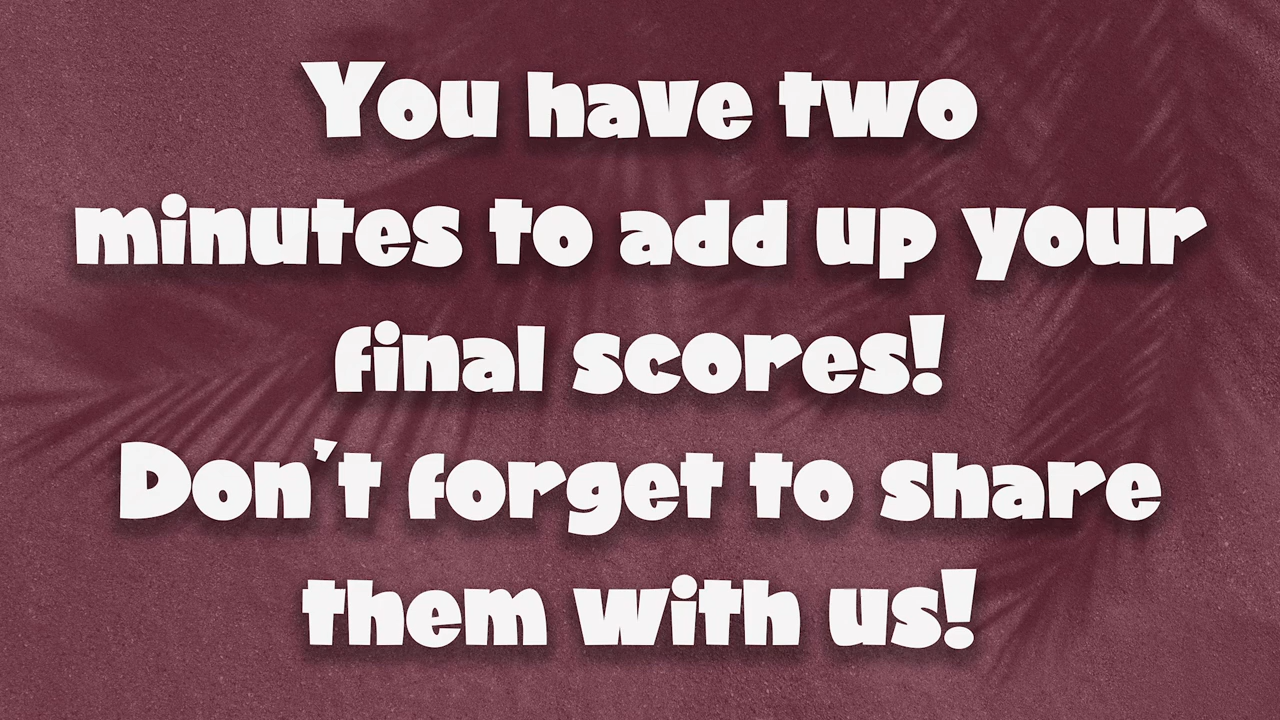 You have two
minutes to add up your
final scores!
Don't forget to share
them with us!